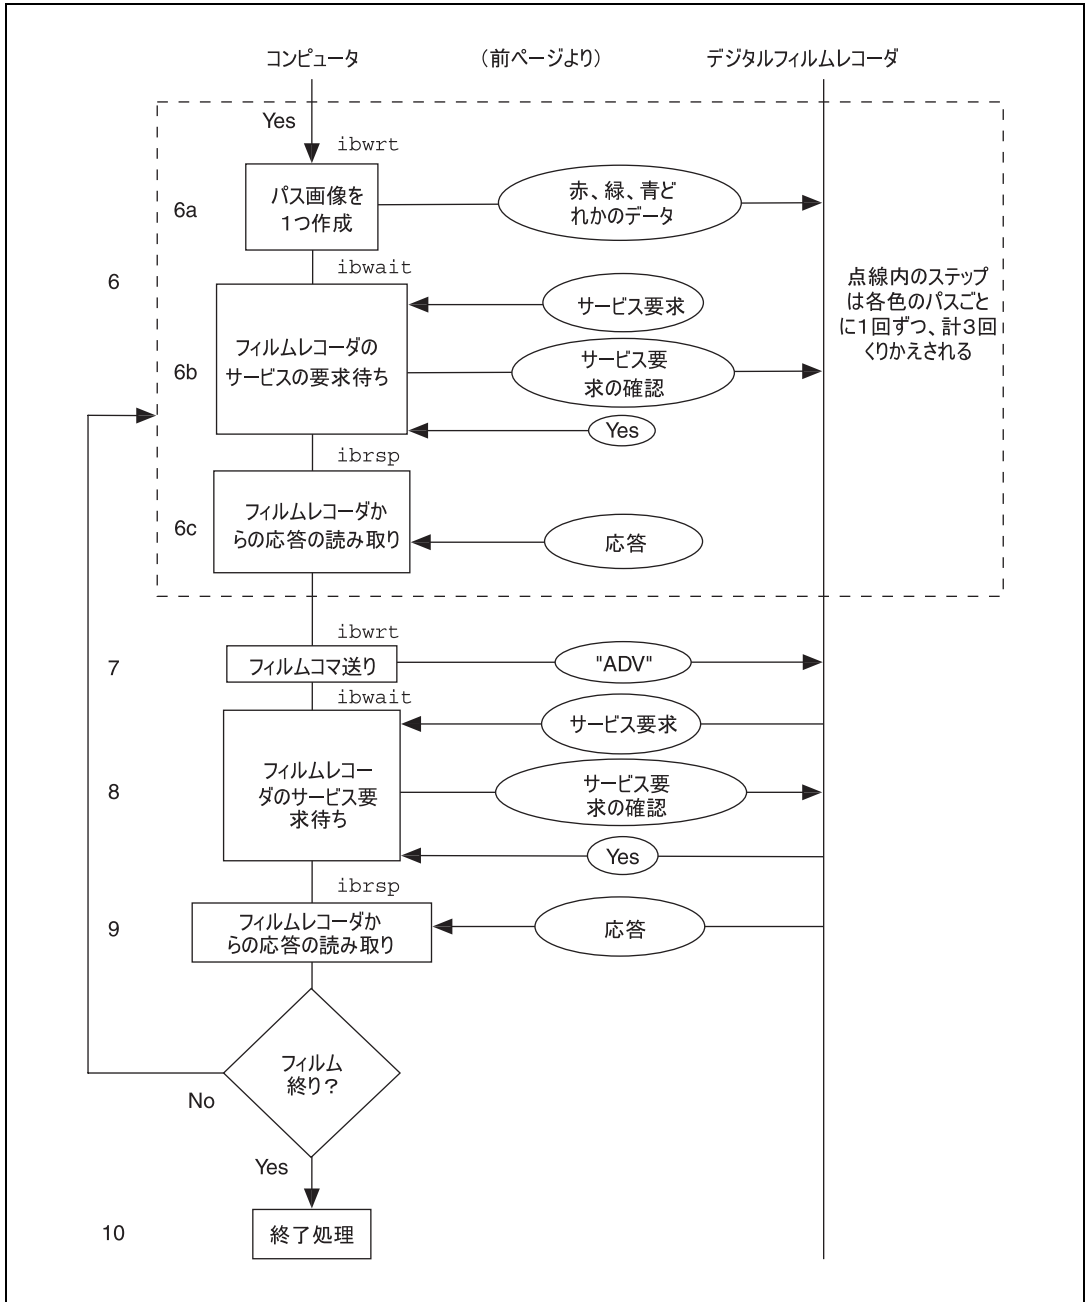 コンピュータ
(前ページより)
デジタルフィルムレコーダ
Yes
ibwrt
6a
パス画像を
1つ作成
赤、緑、青ど
れかのデータ
ibwait
6
サービス要求
点線内のステップ
は各色のパスごと
に1回ずつ、計3回
くりかえされる
6b
フィルムレコーダの
サービスの要求待ち
サービス要
求の確認
Yes
ibrsp
6c
フィルムレコーダか
らの応答の読み取り
応答
ibwrt
7
フィルムコマ送り
"ADV"
ibwait
サービス要求
8
フィルムレコー
ダのサービス要
求待ち
サービス要
求の確認
Yes
ibrsp
9
フィルムレコーダか
らの応答の読み取り
応答
フィルム
終り?
No
Yes
10
終了処理